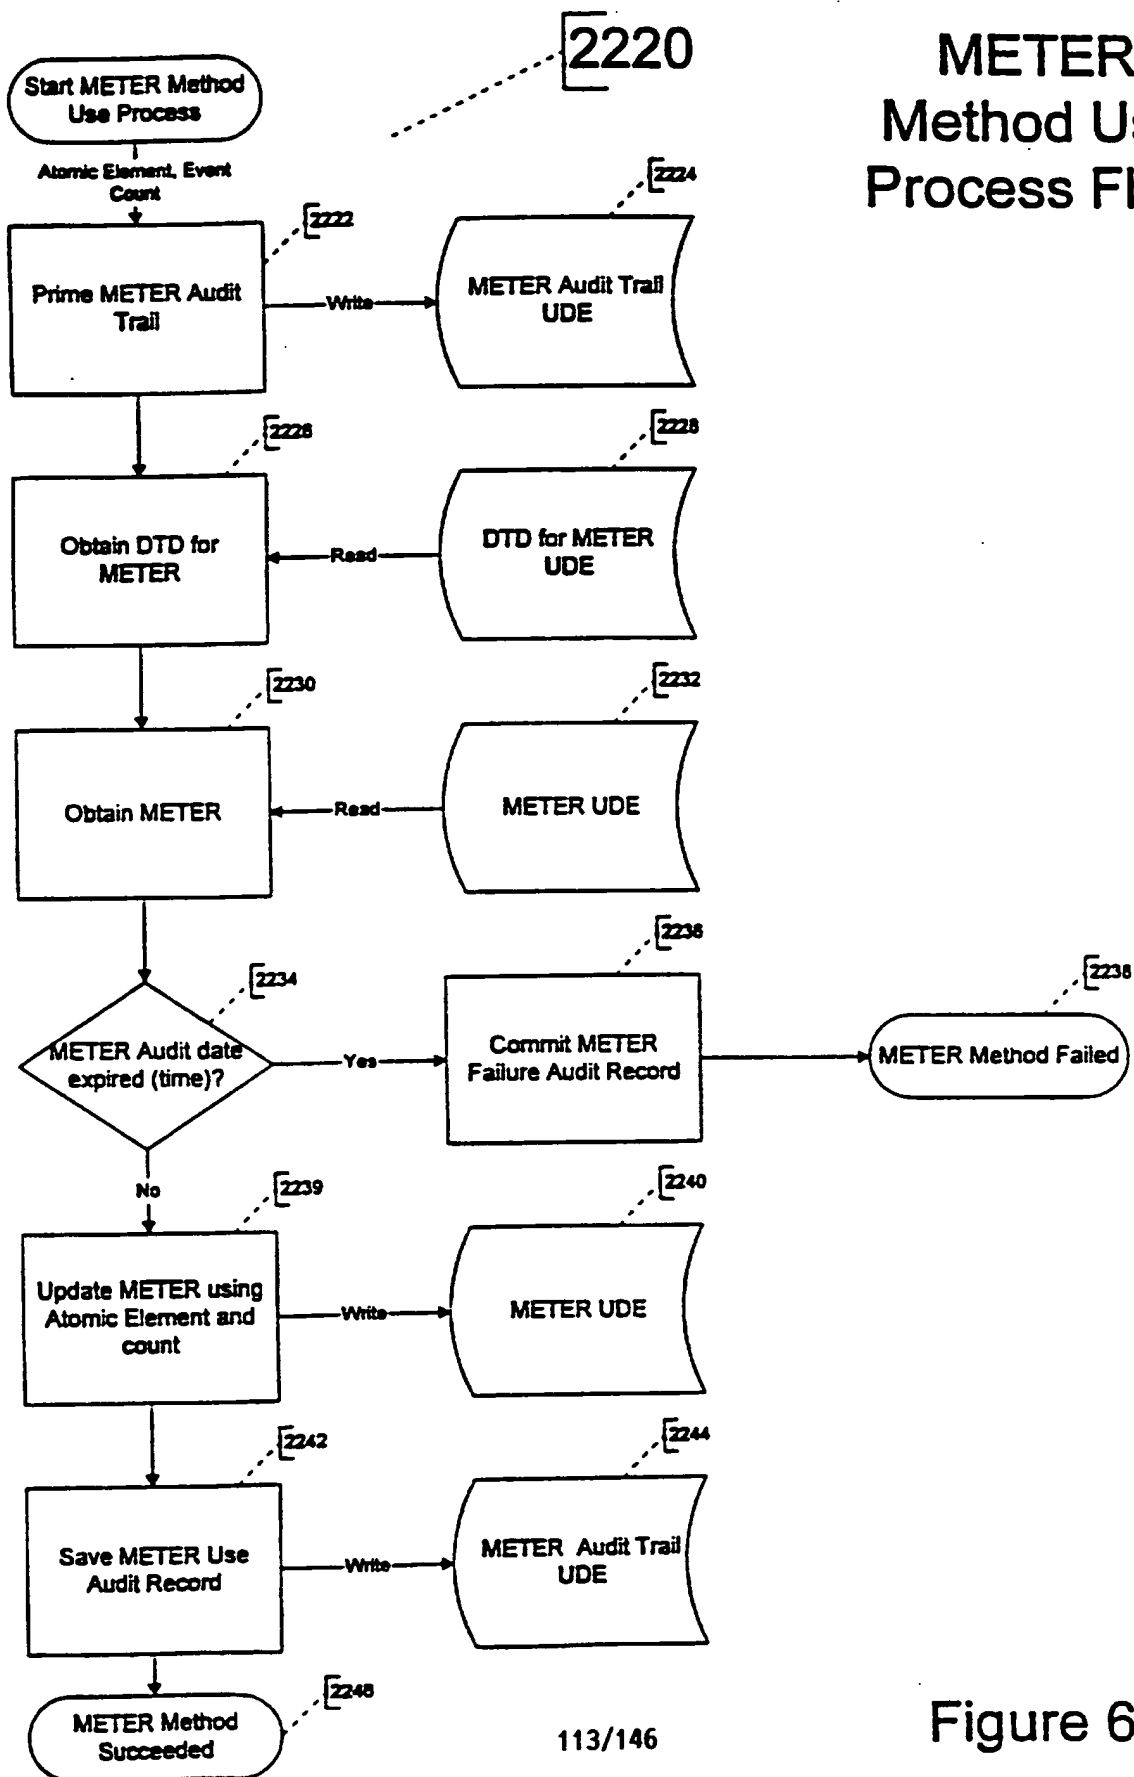 2220
METER
Method Us
Process Fl
Start METER Method
Use Process
Atomic Element, Event
Count
2222
2224
Prime METER Audit
Trail
Write
METER Audit Trail
UDE
2226
2228
Obtain DTD for
METER
Read
DTD for METER
UDE
2230
2232
Obtain METER
Read
METER UDE
2234
2236
2238
METER Audit date
expired (time)?
Yes
Commit METER
Failure Audit Record
METER Method Failed
No
2239
2240
Update METER using
Atomic Element and
count
Write
METER UDE
2242
2244
Save METER Use
Audit Record
Write
METER Audit Trail
UDE
2246
METER Method
Succeeded
113/146
Figure 6